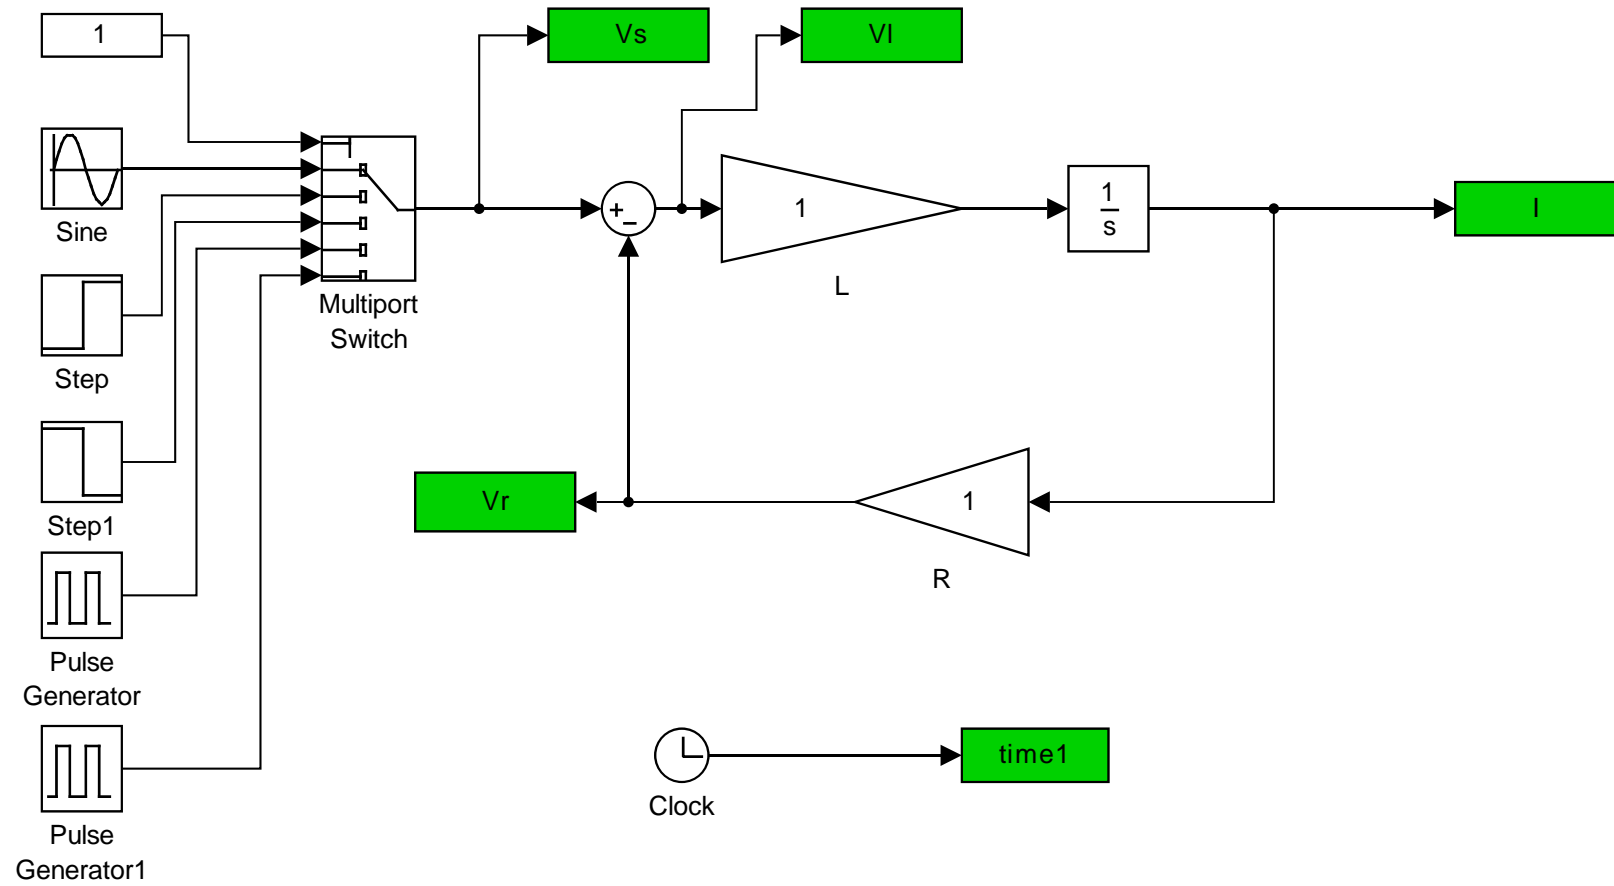 1
Vs
Vl
Sine
Multiport
Switch
+
−
1
L
1
s
I
Step
Step1
Vr
1
R
Pulse
Generator
Clock
time1
Pulse
Generator1